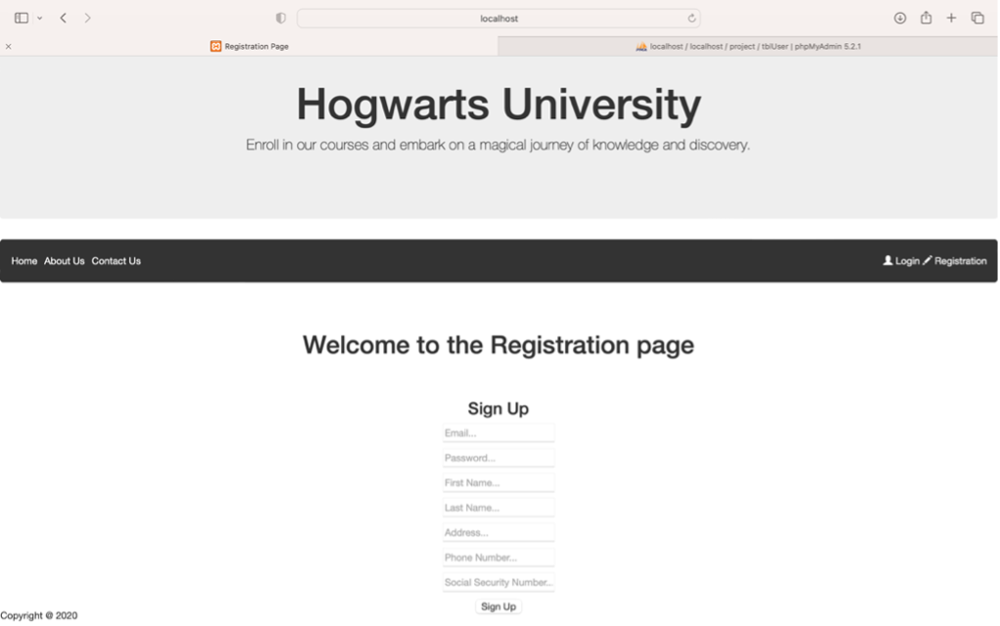 localhost
Registration Page
localhost / localhost / project / tblUser | phpMyAdmin 5.2.1
Hogwarts University
Enroll in our courses and embark on a magical journey of knowledge and discovery.
Home About Us Contact Us Login Registration
Welcome to the Registration page
Sign Up
Email...
Password...
First Name...
Last Name...
Address...
Phone Number...
Social Security Number...
Sign Up
Copyright @ 2020